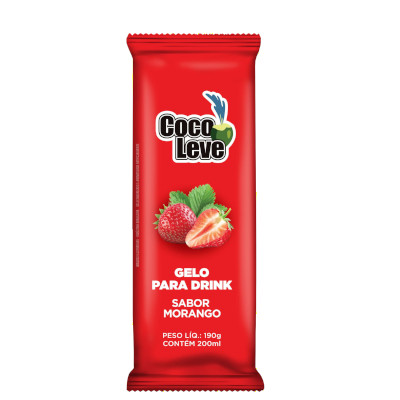 Coco
Leve
GELO
PARA DRINK
SABOR
MORANGO
PESO LÍQ.: 190g
CONTÉM 200ml